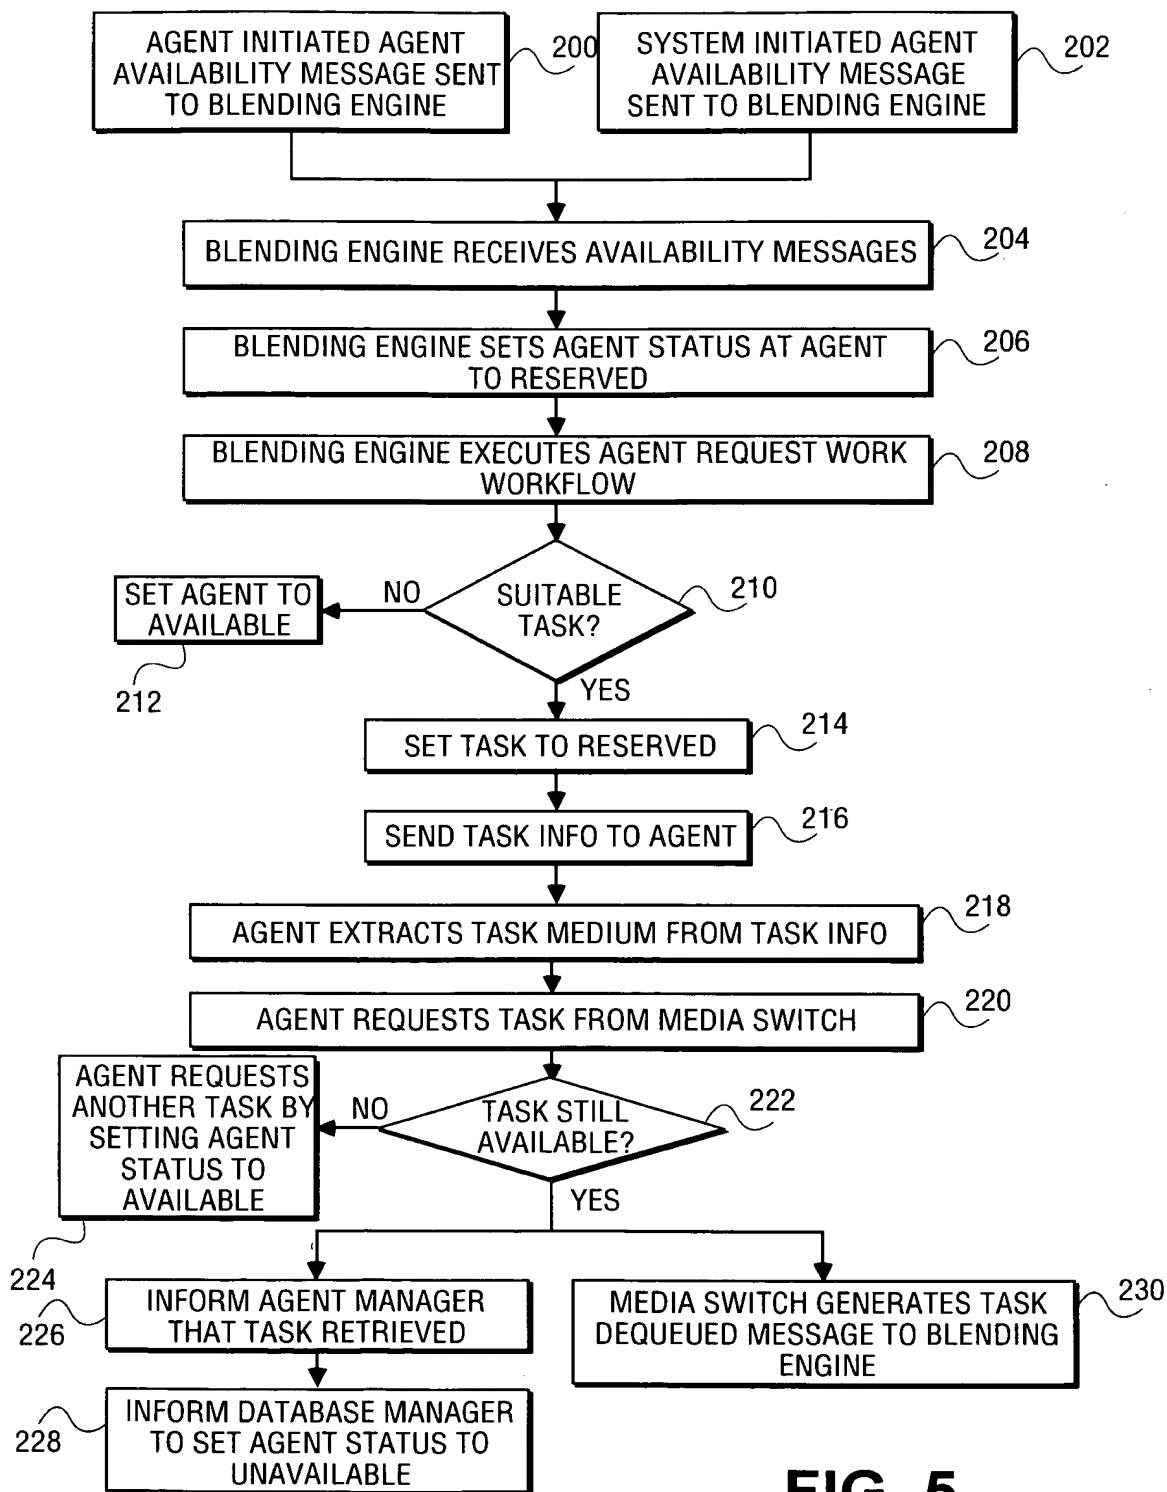 AGENT INITIATED AGENT
AVAILABILITY MESSAGE SENT
TO BLENDING ENGINE
200
SYSTEM INITIATED AGENT
AVAILABILITY MESSAGE
SENT TO BLENDING ENGINE
202
BLENDING ENGINE RECEIVES AVAILABILITY MESSAGES
204
BLENDING ENGINE SETS AGENT STATUS AT AGENT
TO RESERVED
206
BLENDING ENGINE EXECUTES AGENT REQUEST WORK
WORKFLOW
208
SUITABLE
TASK?
210
NO
SET AGENT TO
AVAILABLE
212
YES
SET TASK TO RESERVED
214
SEND TASK INFO TO AGENT
216
AGENT EXTRACTS TASK MEDIUM FROM TASK INFO
218
AGENT REQUESTS TASK FROM MEDIA SWITCH
220
TASK STILL
AVAILABLE?
222
NO
AGENT REQUESTS
ANOTHER TASK BY
SETTING AGENT
STATUS TO
AVAILABLE
224
YES
INFORM AGENT MANAGER
THAT TASK RETRIEVED
226
MEDIA SWITCH GENERATES TASK
DEQUEUED MESSAGE TO BLENDING
ENGINE
230
INFORM DATABASE MANAGER
TO SET AGENT STATUS TO
UNAVAILABLE
228
FIG. 5